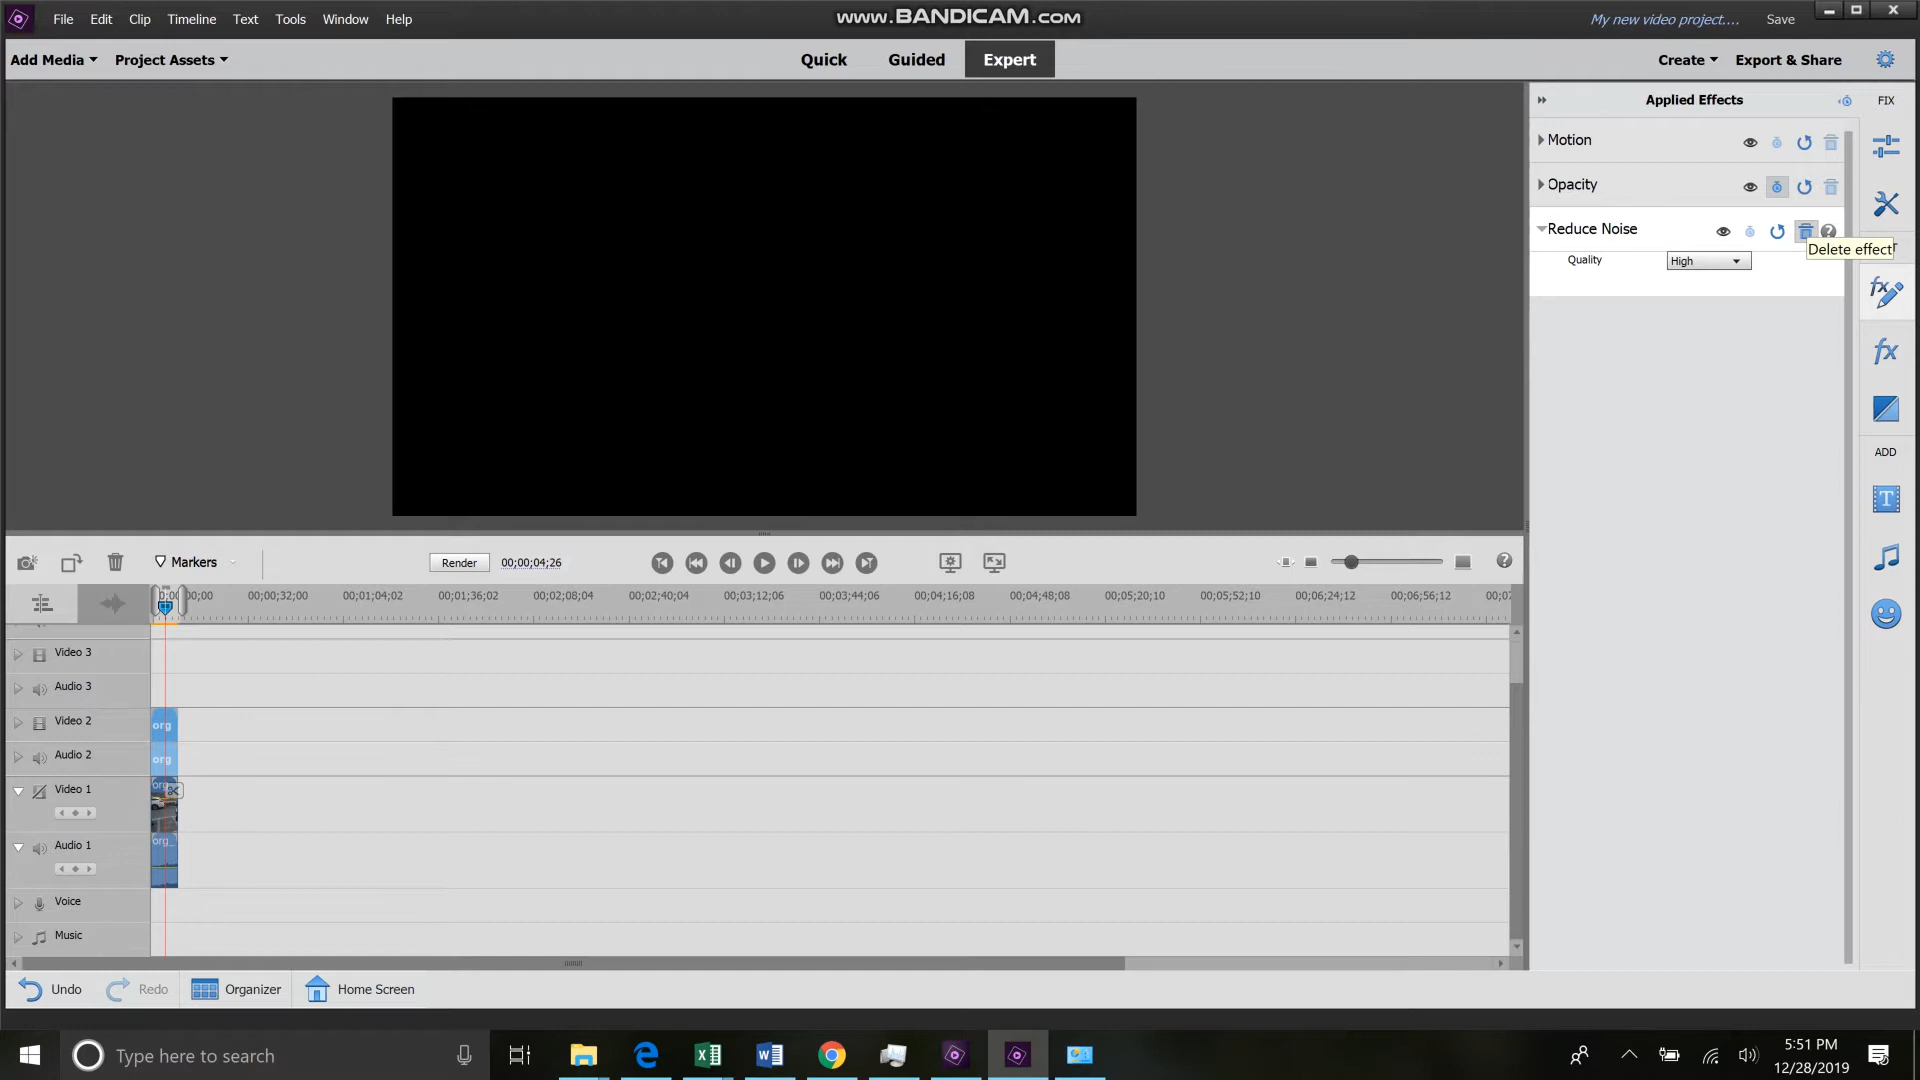 File Edit Clip Timeline Text Tools Window Help
www.BANDICAM.com
My new video project.... Save
Add Media Project Assets
Quick Guided Expert
Create Export & Share
Applied Effects
FIX
Motion
Opacity
Reduce Noise
Delete effect
Quality High
fx
fx
ADD
T
Markers
Render 00;00;04;26
00;00;32;00 00;01;04;02 00;01;36;02 00;02;08;04 00;02;40;04 00;03;12;06 00;03;44;06 00;04;16;08 00;04;48;08 00;05;20;10 00;05;52;10 00;06;24;12 00;06;56;12
Video 3
Audio 3
Video 2
org
Audio 2
org
Video 1
org
Audio 1
org_
Voice
Music
Undo Redo Organizer Home Screen
Type here to search
5:51 PM
12/28/2019